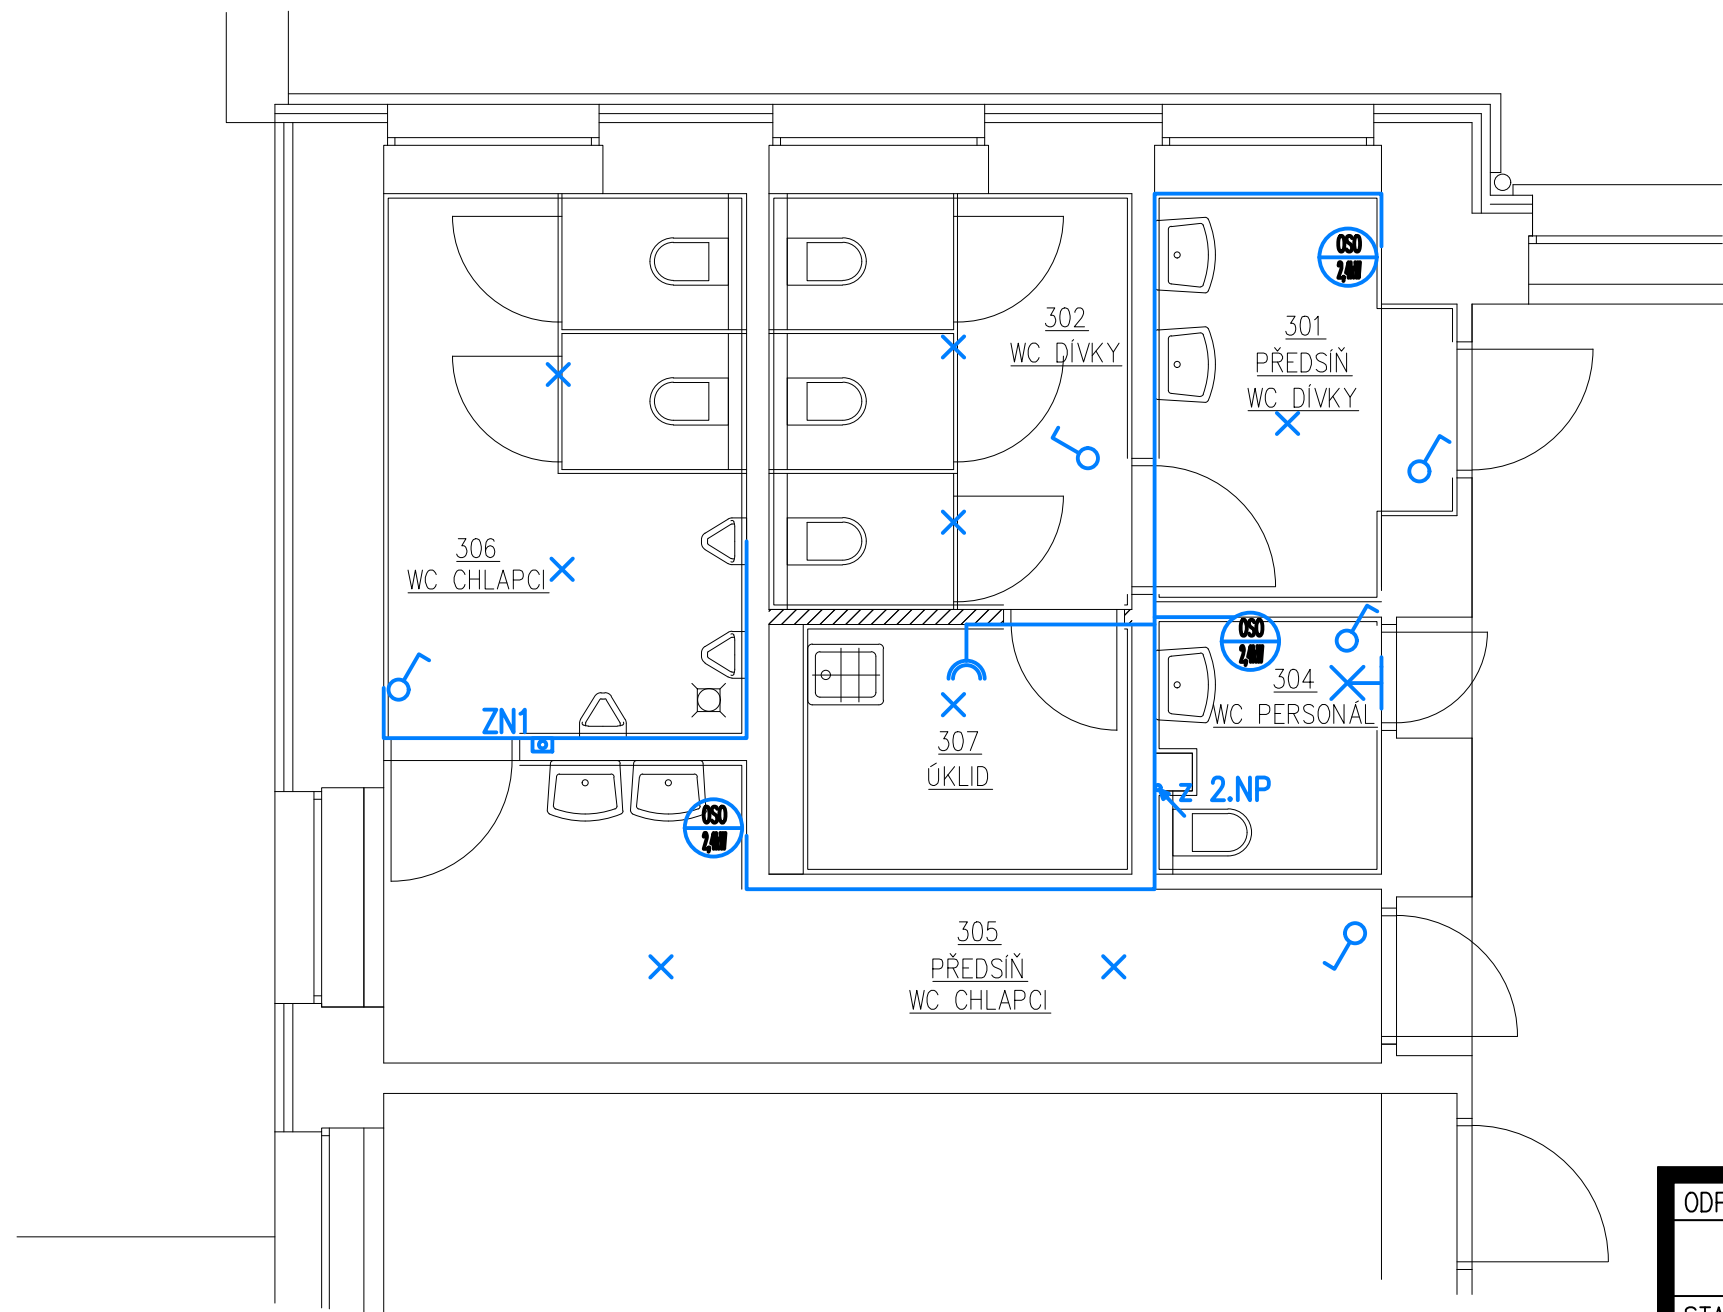 OSO
2,4kW
302
WC DÍVKY
301
PŘEDSÍŇ
WC DÍVKY
306
WC CHLAPCI
OSO
2,4kW
304
WC PERSONÁL
ZN1
307
ÚKLID
z 2.NP
OSO
2,4kW
305
PŘEDSÍŇ
WC CHLAPCI